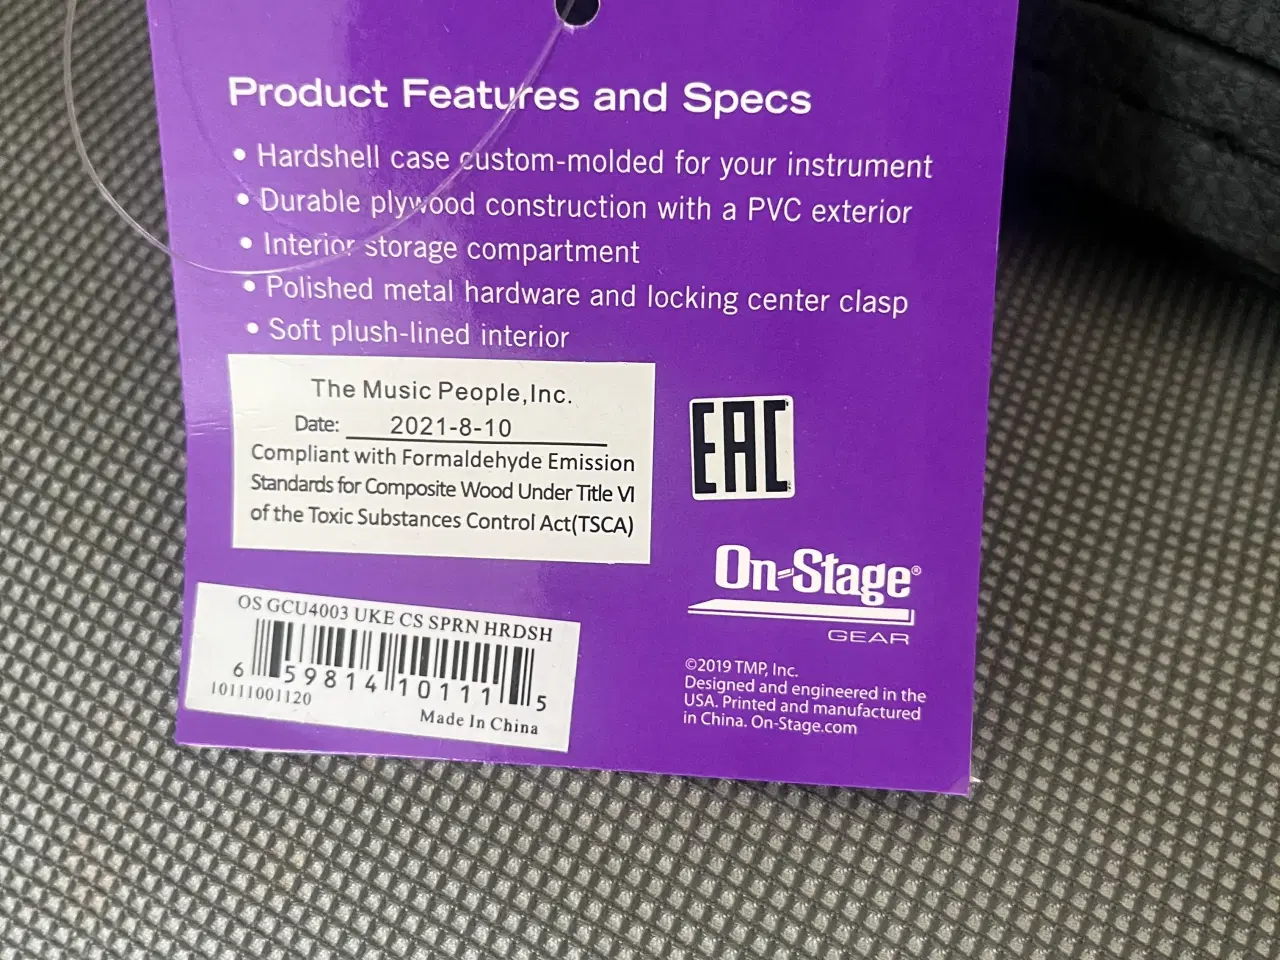 Product Features and Specs
• Hardshell case custom-molded for your instrument
• Durable plywood construction with a PVC exterior
• Interior storage compartment
• Polished metal hardware and locking center clasp
• Soft plush-lined interior
The Music People,Inc.
Date: 2021-8-10
Compliant with Formaldehyde Emission
Standards for Composite Wood Under Title VI
of the Toxic Substances Control Act(TSCA)
EAC
On-Stage®
GEAR
OS GCU4003 UKE CS SPRN HRDSH
6 59814 10111 5
10111001120
Made In China
©2019 TMP, Inc.
Designed and engineered in the
USA. Printed and manufactured
in China. On-Stage.com